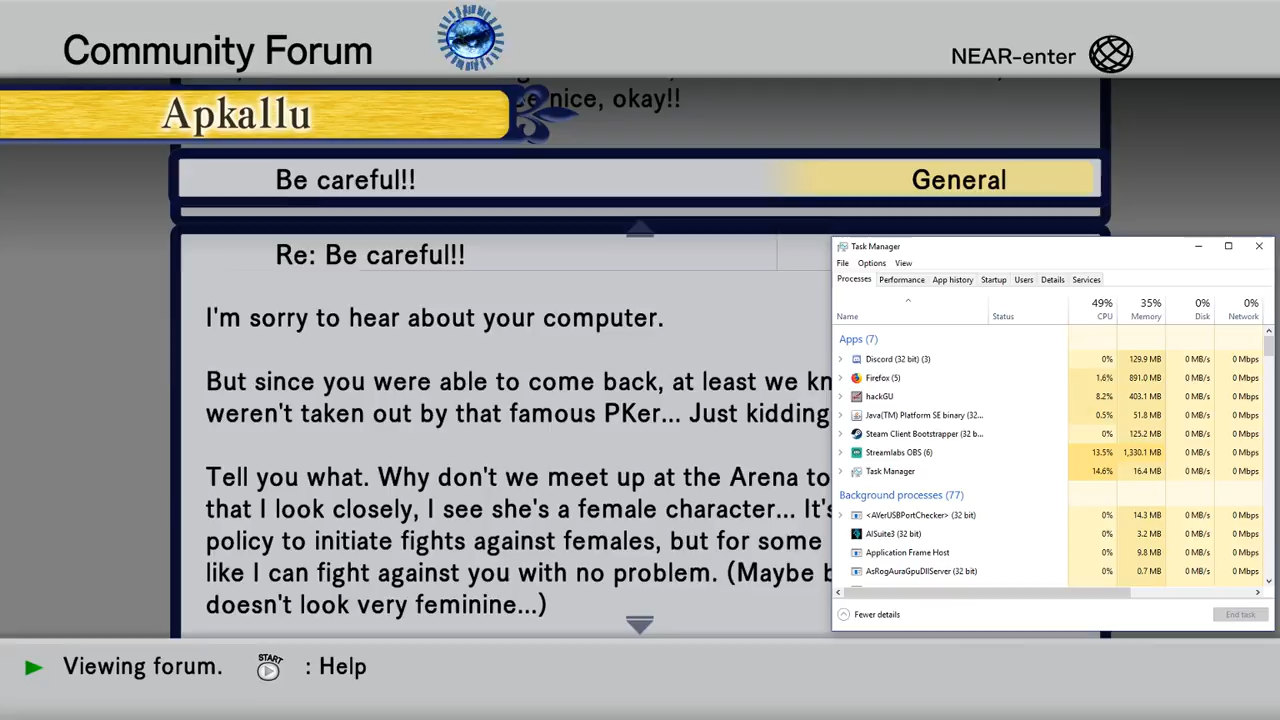 Community Forum
NEAR-enter
nice, okay!!
Apkallu
Be careful!! General
Re: Be careful!!
I'm sorry to hear about your computer.
But since you were able to come back, at least we
weren't taken out by that famous PKer... Just kidding
Tell you what. Why don't we meet up at the Arena
that I look closely, I see she's a female character...
policy to initiate fights against females, but for some
like I can fight against you with no problem. (Maybe
doesn't look very feminine...)
Viewing forum. START : Help
Task Manager
File Options View
Processes Performance App history Startup Users Details Services
49% 35% 0% 0%
Name Status CPU Memory Disk Network
Apps (7)
Discord (32 bit) (3) 0% 129.9 MB 0 MB/s 0 Mbps
Firefox (5) 1.6% 891.0 MB 0 MB/s 0 Mbps
hackGU 8.2% 403.1 MB 0 MB/s 0 Mbps
Java(TM) Platform SE binary (32... 0.5% 51.8 MB 0 MB/s 0 Mbps
Steam Client Bootstrapper (32 b... 0% 125.2 MB 0 MB/s 0 Mbps
Streamlabs OBS (6) 13.5% 1,330.1 MB 0 MB/s 0 Mbps
Task Manager 14.6% 16.4 MB 0 MB/s 0 Mbps
Background processes (77)
<AVerUSBPortChecker> (32 bit) 0% 14.3 MB 0 MB/s 0 Mbps
AISuite3 (32 bit) 0% 3.2 MB 0 MB/s 0 Mbps
Application Frame Host 0% 9.8 MB 0 MB/s 0 Mbps
AsRogAuraGpuDllServer (32 bit) 0% 0.7 MB 0 MB/s 0 Mbps
Fewer details
End task